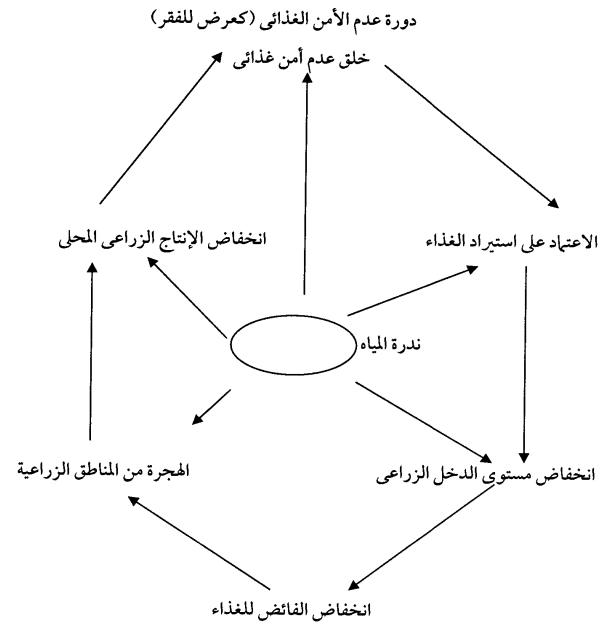 دورة عدم الأمن الغذائى (كعرض للفقر)
خلق عدم أمن غذائى
الاعتماد على استيراد الغذاء
انخفاض الإنتاج الزراعى المحلى
ندرة المياه
انخفاض مستوى الدخل الزراعى
الهجرة من المناطق الزراعية
انخفاض الفائض للغذاء